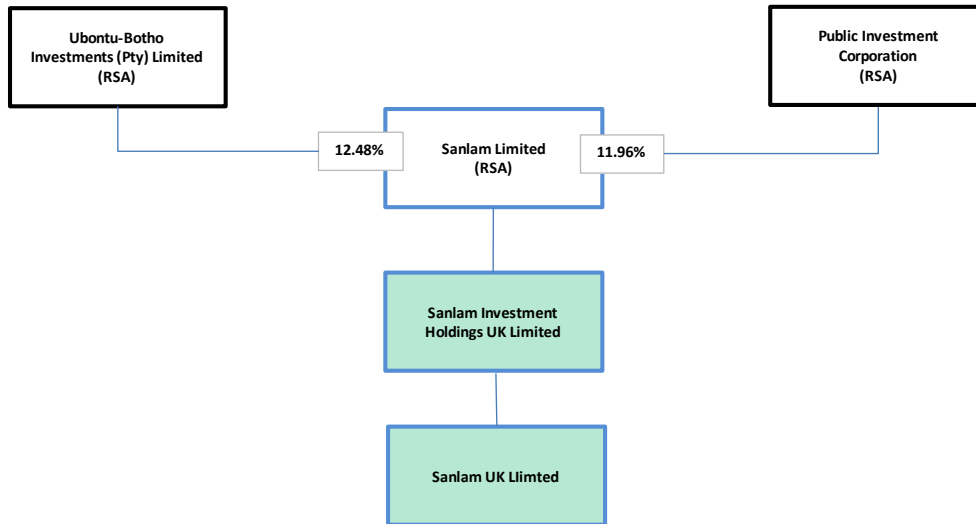 Ubontu-Botho
Investments (Pty) Limited
(RSA)
Public Investment
Corporation
(RSA)
12.48%
Sanlam Limited
(RSA)
11.96%
Sanlam Investment
Holdings UK Limited
Sanlam UK LIimted